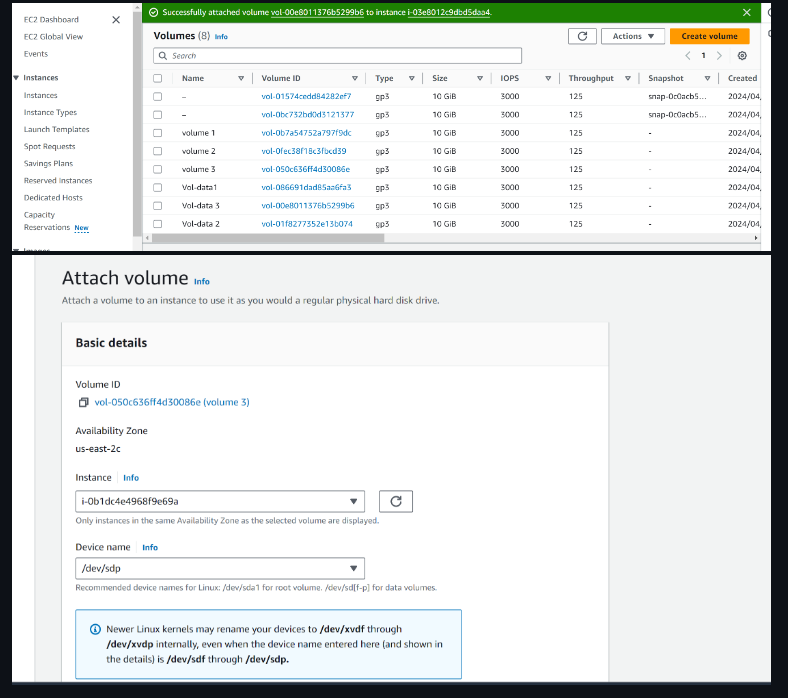 EC2 Dashboard
EC2 Global View
Events
Instances
Instances
Instance Types
Launch Templates
Spot Requests
Savings Plans
Reserved Instances
Dedicated Hosts
Capacity
Reservations New
Images
Successfully attached volume vol-00e8011376b5299b6 to instance i-03e8012c9dbd5daa4.
Volumes (8) Info
Actions
Create volume
Search
1
Name Volume ID Type Size IOPS Throughput Snapshot Created
– vol-01574cedd84282ef7 gp3 10 GiB 3000 125 snap-0c0acb5... 2024/04,
– vol-0bc732bd0d3121377 gp3 10 GiB 3000 125 snap-0c0acb5... 2024/04,
volume 1 vol-0b7a54752a797f9dc gp3 10 GiB 3000 125 - 2024/04,
volume 2 vol-0fec38f18c3fbcd39 gp3 10 GiB 3000 125 - 2024/04,
volume 3 vol-050c636ff4d30086e gp3 10 GiB 3000 125 - 2024/04,
Vol-data1 vol-086691dad85aa6fa3 gp3 10 GiB 3000 125 - 2024/04,
Vol-data 3 vol-00e8011376b5299b6 gp3 10 GiB 3000 125 - 2024/04,
Vol-data 2 vol-01f8277352e13b074 gp3 10 GiB 3000 125 - 2024/04,
Attach volume Info
Attach a volume to an instance to use it as you would a regular physical hard disk drive.
Basic details
Volume ID
vol-050c636ff4d30086e (volume 3)
Availability Zone
us-east-2c
Instance Info
i-0b1dc4e4968f9e69a
Only instances in the same Availability Zone as the selected volume are displayed.
Device name Info
/dev/sdp
Recommended device names for Linux: /dev/sda1 for root volume. /dev/sd[f-p] for data volumes.
Newer Linux kernels may rename your devices to /dev/xvdf through
/dev/xvdp internally, even when the device name entered here (and shown in
the details) is /dev/sdf through /dev/sdp.